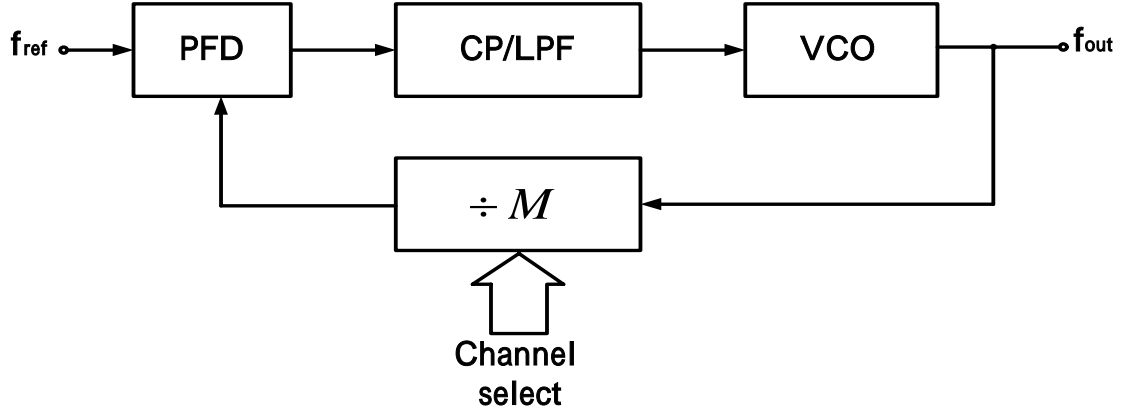 fref
PFD
CP/LPF
VCO
fout
÷ M
Channel
select